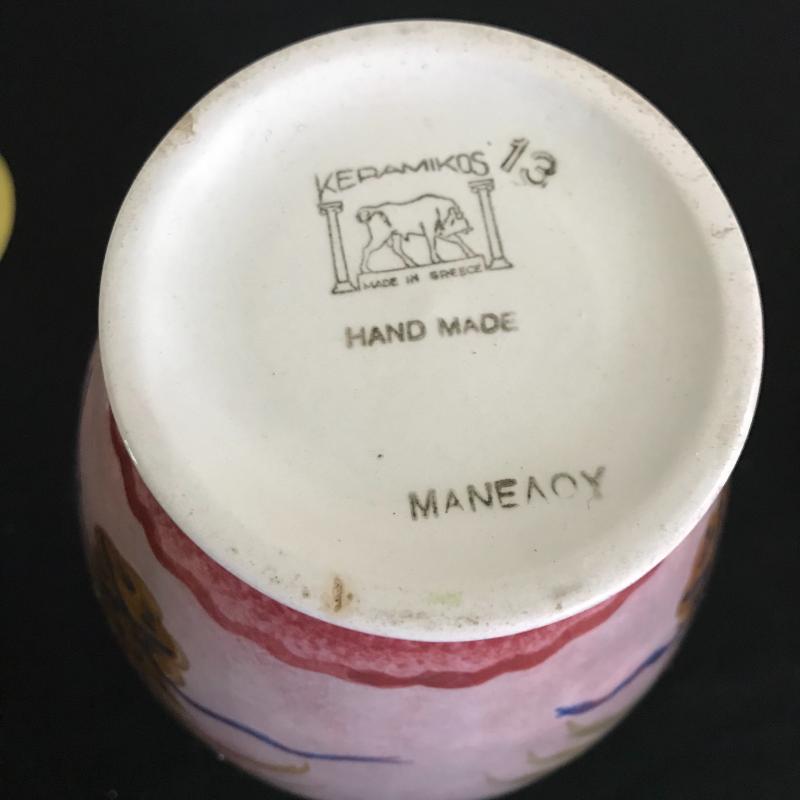 KERAMIKOS 13
MADE IN GREECE
HAND MADE
ΜΑΝΕΛΟΥ